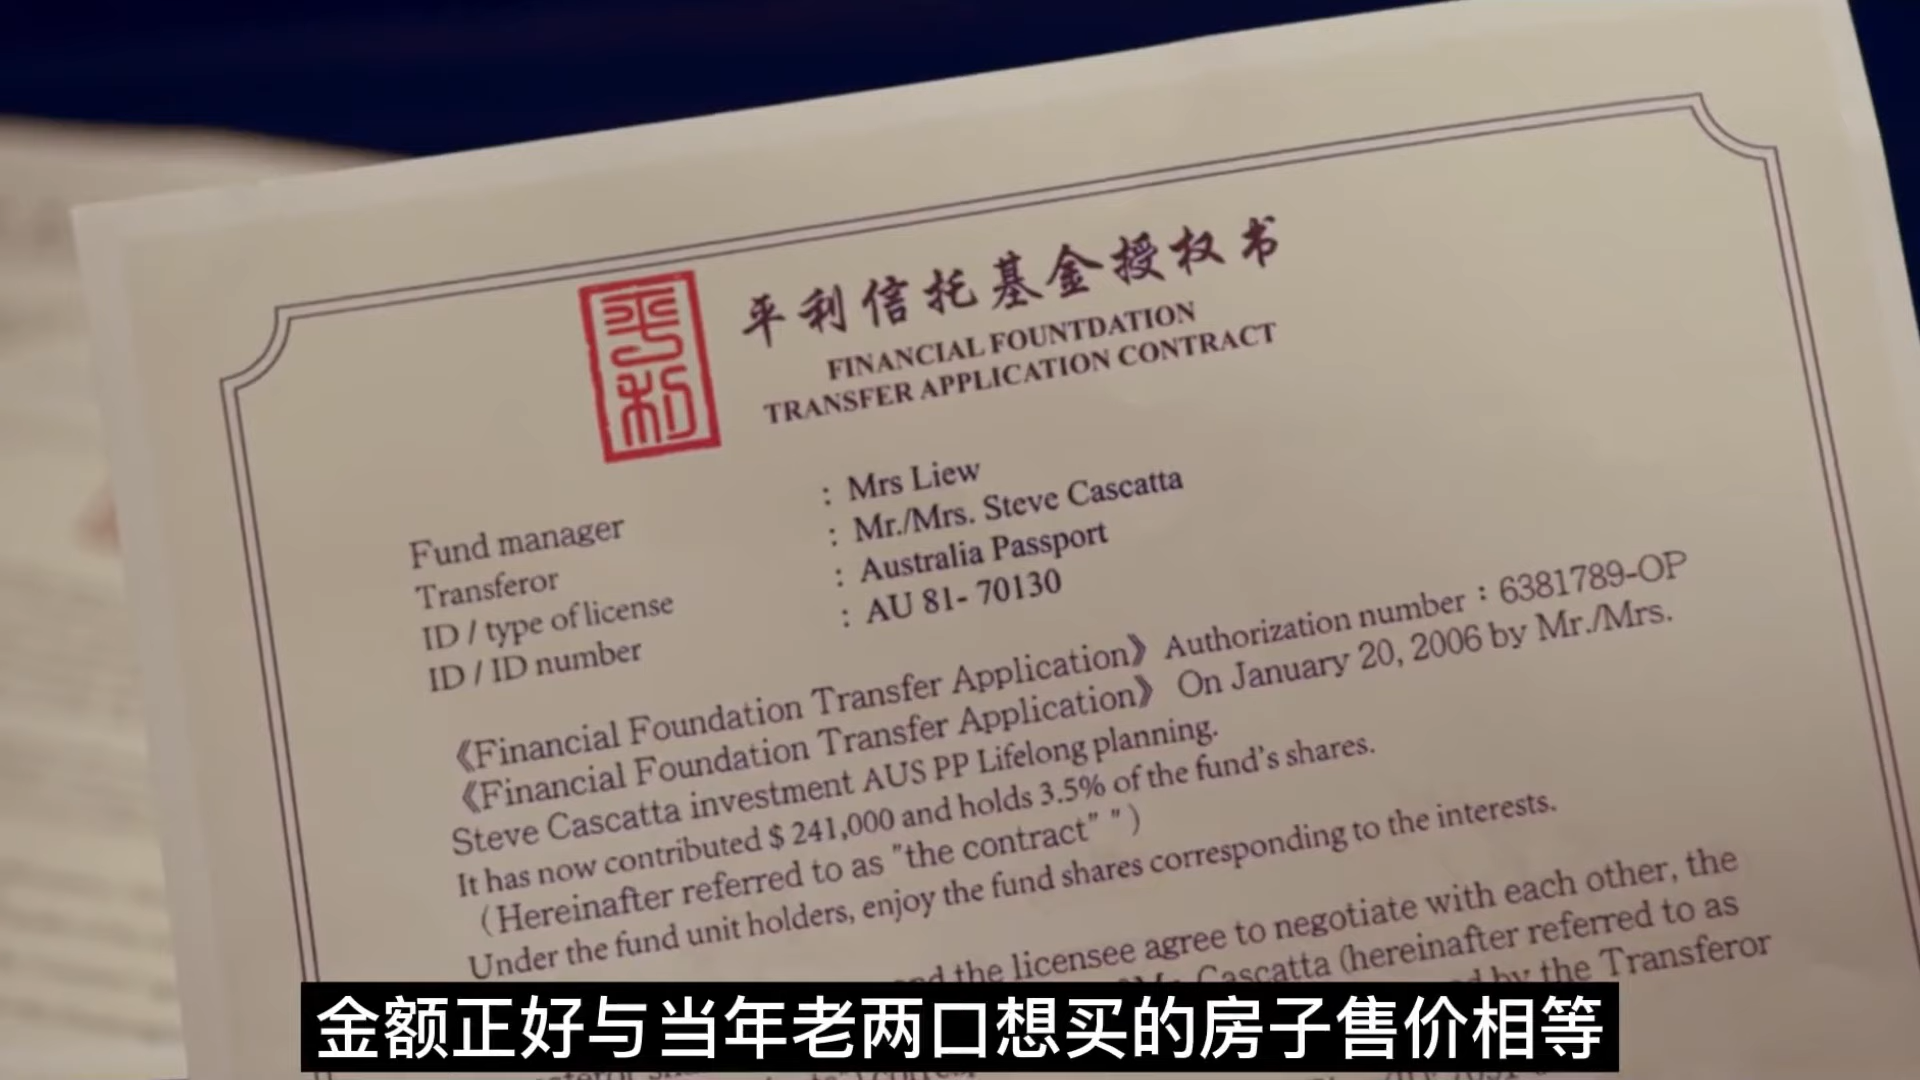 平利
平利信托基金授权书
FINANCIAL FOUNTDATION
TRANSFER APPLICATION CONTRACT
Fund manager : Mrs Liew
Transferor : Mr./Mrs. Steve Cascatta
ID / type of license : Australia Passport
ID / ID number : AU 81- 70130
《Financial Foundation Transfer Application》 Authorization number：6381789-OP
《Financial Foundation Transfer Application》 On January 20, 2006 by Mr./Mrs.
Steve Cascatta investment AUS PP Lifelong planning.
It has now contributed $ 241,000 and holds 3.5% of the fund's shares.
（Hereinafter referred to as "the contract" "）
Under the fund unit holders, enjoy the fund shares corresponding to the interests.
the licensee agree to negotiate with each other, the
Cascatta (hereinafter referred to as
by the Transferor
金额正好与当年老两口想买的房子售价相等